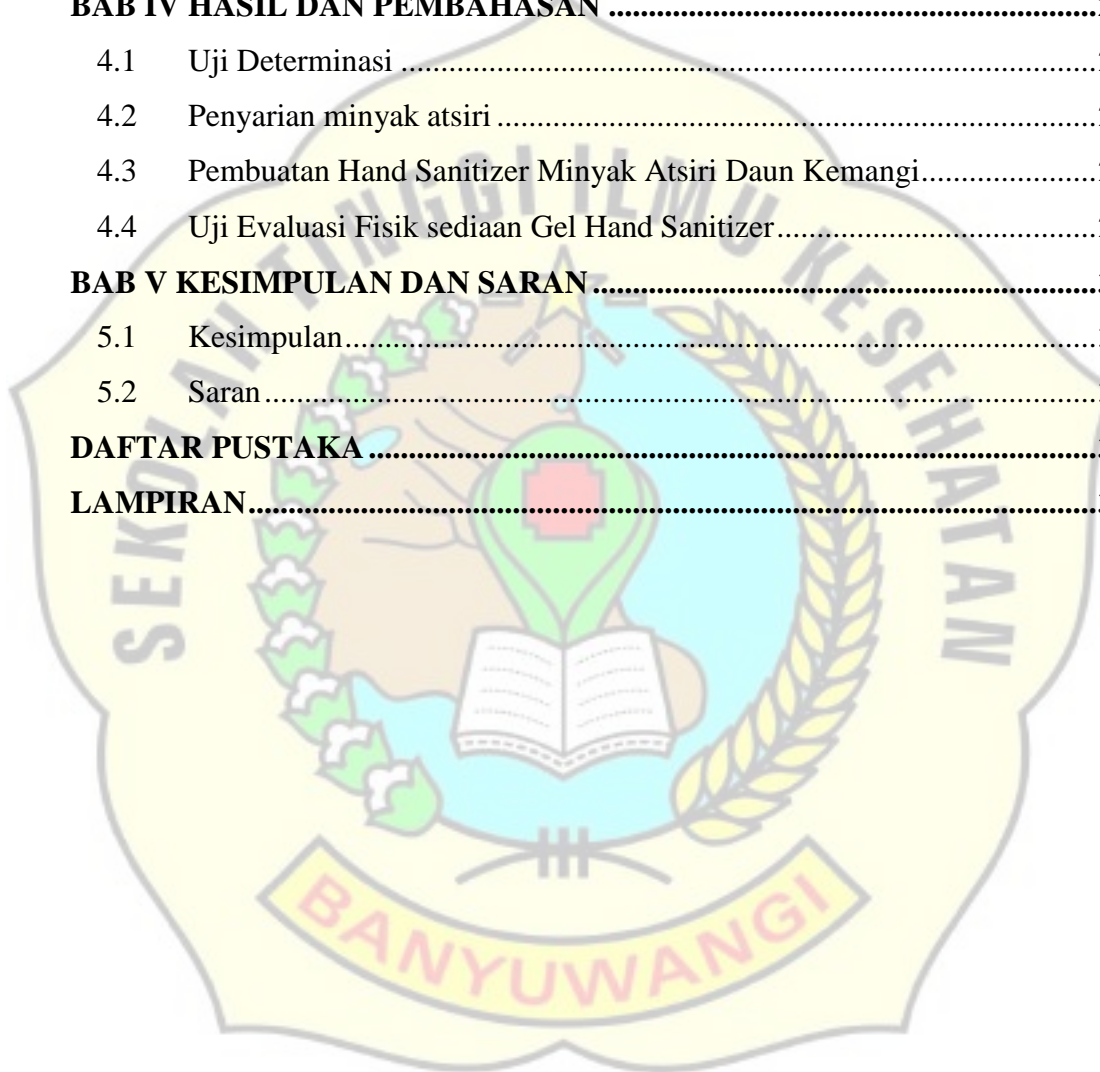 BAB IV HASIL DAN PEMBAHASAN ............................................................
4.1 Uji Determinasi ............................................................
4.2 Penyarian minyak atsiri ............................................................
4.3 Pembuatan Hand Sanitizer Minyak Atsiri Daun Kemangi......................
4.4 Uji Evaluasi Fisik sediaan Gel Hand Sanitizer........................................
BAB V KESIMPULAN DAN SARAN ............................................................
5.1 Kesimpulan............................................................
5.2 Saran ............................................................
DAFTAR PUSTAKA ............................................................
LAMPIRAN............................................................
SEKOLAH TINGGI ILMU KESEHATAN
BANYUWANGI